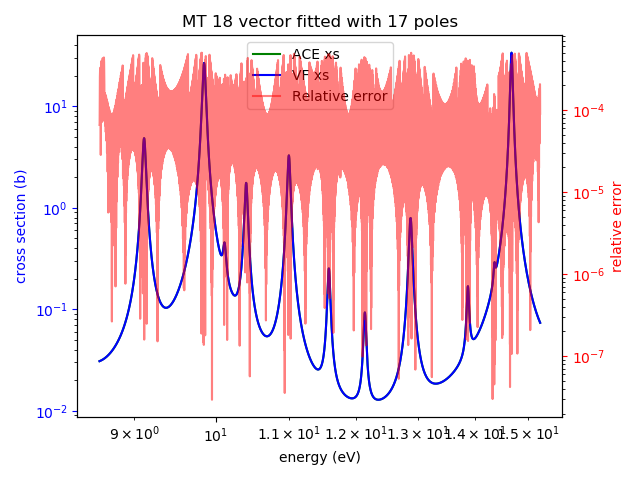 MT 18 vector fitted with 17 poles
ACE xs
VF xs
Relative error
cross section (b)
10¹
10⁰
10⁻¹
10⁻²
10⁻⁴
10⁻⁵
10⁻⁶
10⁻⁷
relative error
9 × 10⁰
10¹
1.1 × 10¹
1.2 × 10¹
1.3 × 10¹
1.4 × 10¹
1.5 × 10¹
energy (eV)